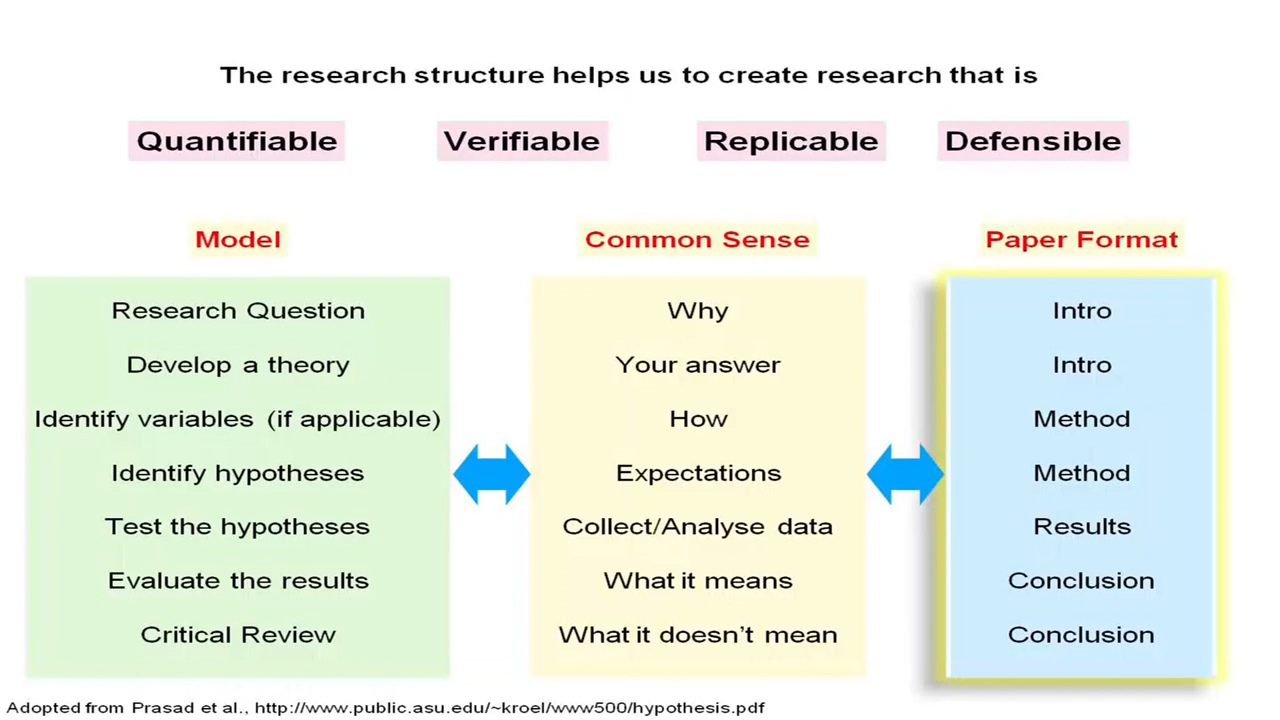 The research structure helps us to create research that is
Quantifiable Verifiable Replicable Defensible
Model Common Sense Paper Format
Research Question Why Intro
Develop a theory Your answer Intro
Identify variables (if applicable) How Method
Identify hypotheses Expectations Method
Test the hypotheses Collect/Analyse data Results
Evaluate the results What it means Conclusion
Critical Review What it doesn't mean Conclusion
Adopted from Prasad et al., http://www.public.asu.edu/~kroel/www500/hypothesis.pdf